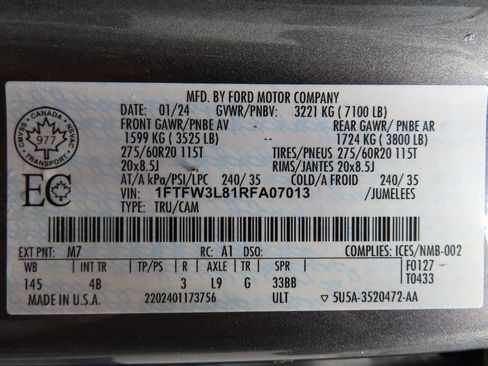 MFD. BY FORD MOTOR COMPANY
DATE: 01/24 GVWR/PNBV: 3221 KG ( 7100 LB)
FRONT GAWR/PNBE AV REAR GAWR/ PNBE AR
1599 KG ( 3525 LB) 1724 KG ( 3800 LB)
275/60R20 115T TIRES/PNEUS 275/60R20 115T
20x8.5J RIMS/JANTES 20x8.5J
AT/A kPa/PSI/LPC 240/ 35 COLD/A FROID 240/ 35
VIN: 1FTFW3L81RFA07013 /JUMELEES
TYPE: TRU/CAM
CMVSS - CANADA - NSVAC
977
TRANSPORT
EC
EXT PNT: M7 RC: A1 DSO: COMPLIES: ICES/NMB-002
WB INT TR TP/PS R AXLE TR SPR F0127
145 4B 3 L9 G 33BB T0433
MADE IN U.S.A. 2202401173756 ULT ▽ 5U5A-3520472-AA